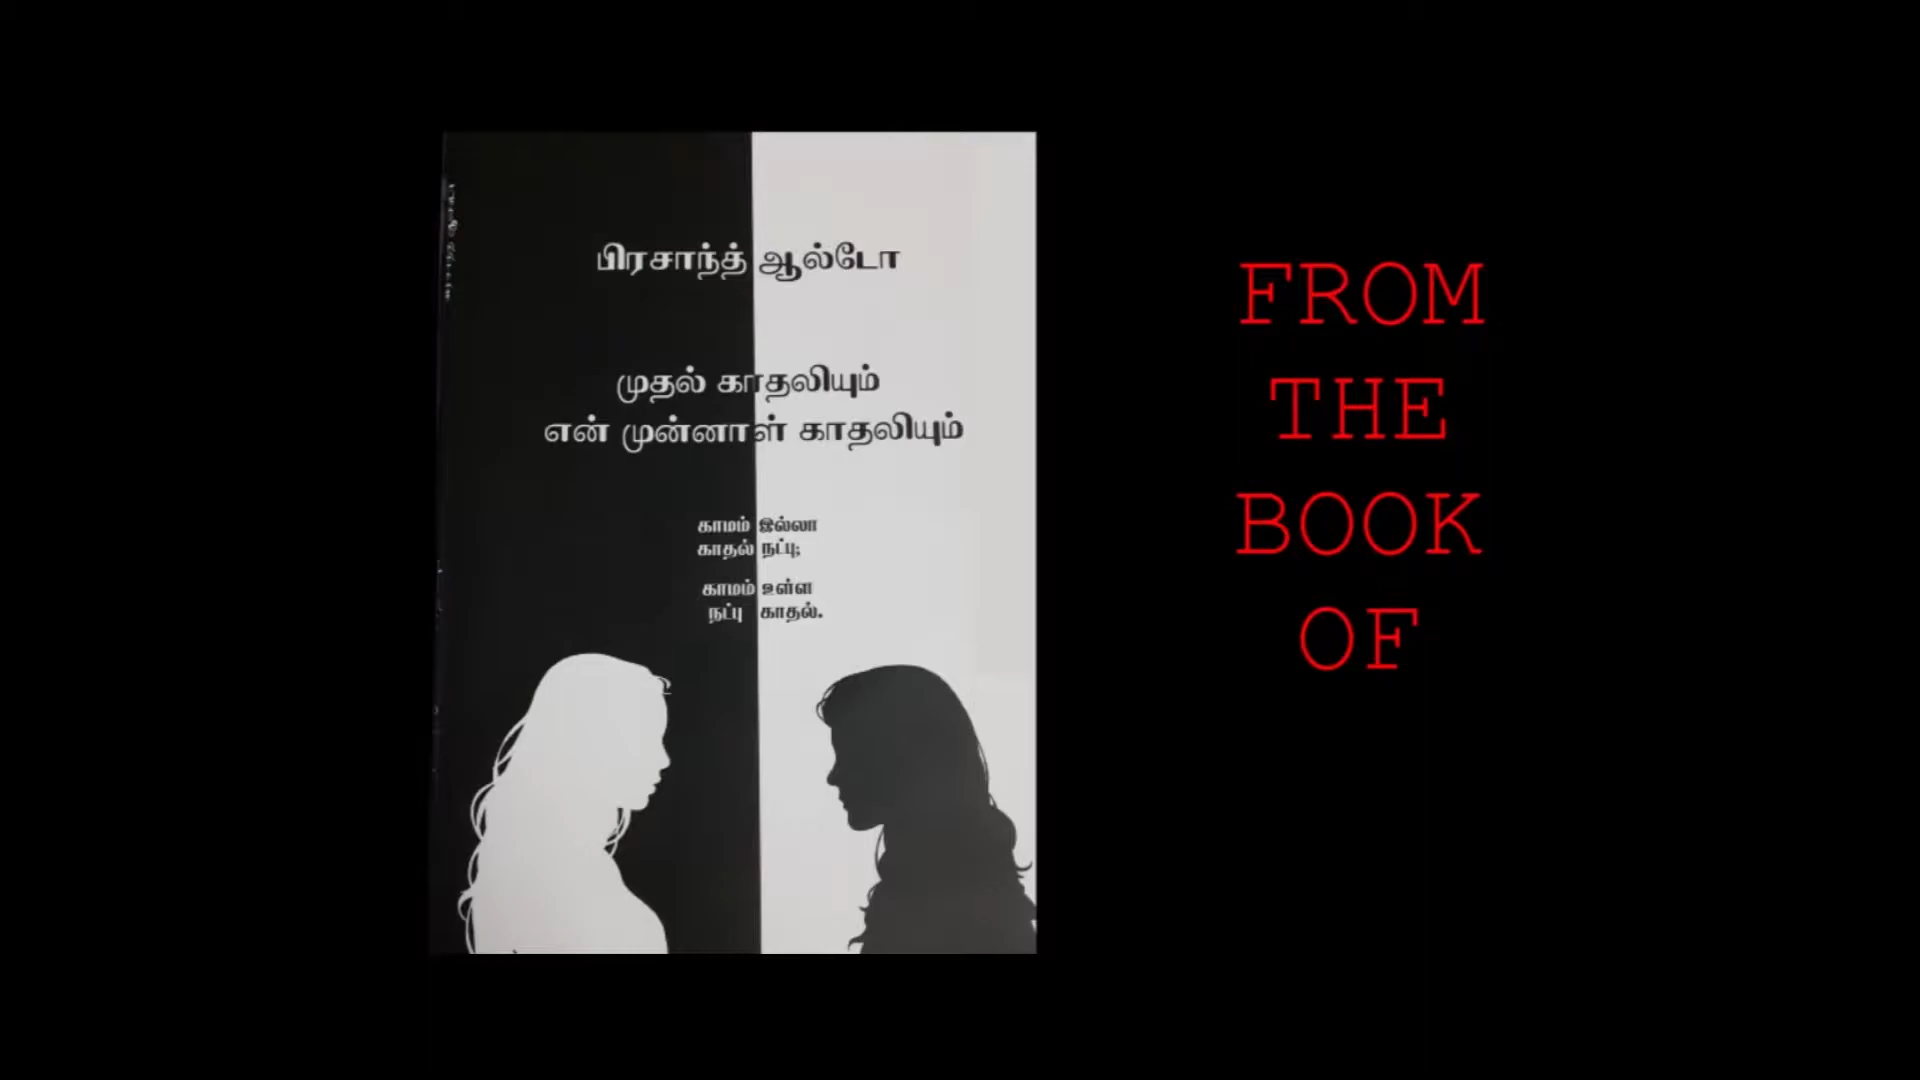 பிரசாந்த் ஆல்டோ
முதல் காதலியும்
என் முன்னாள் காதலியும்
காமம் இல்லா
காதல் நட்பு;
காமம் உள்ள
நட்பு காதல்.
FROM
THE
BOOK
OF